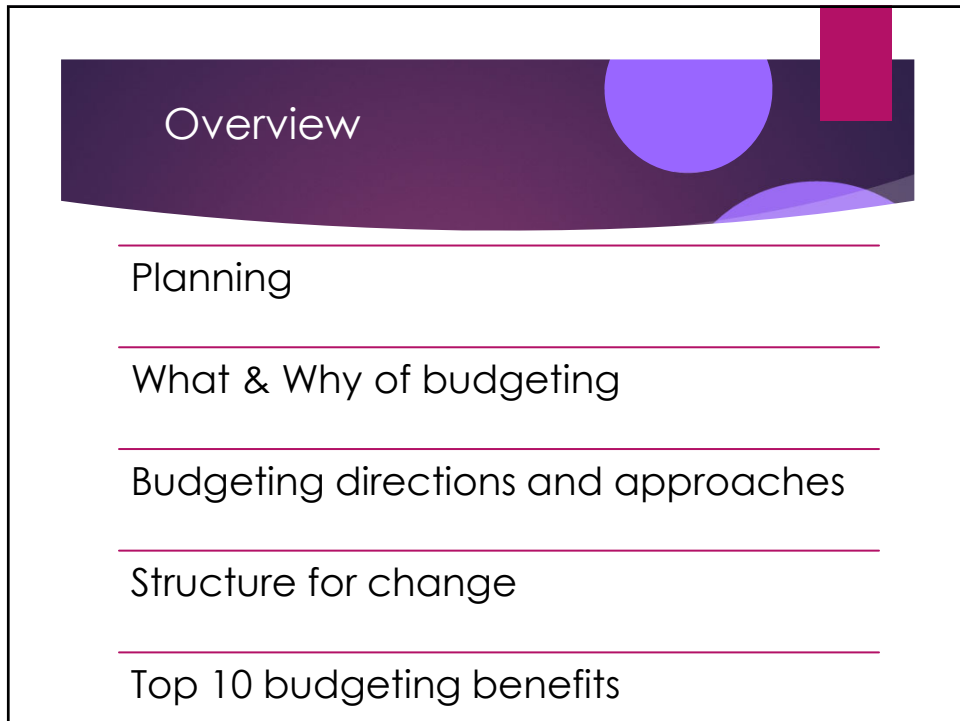 Overview
Planning
What & Why of budgeting
Budgeting directions and approaches
Structure for change
Top 10 budgeting benefits